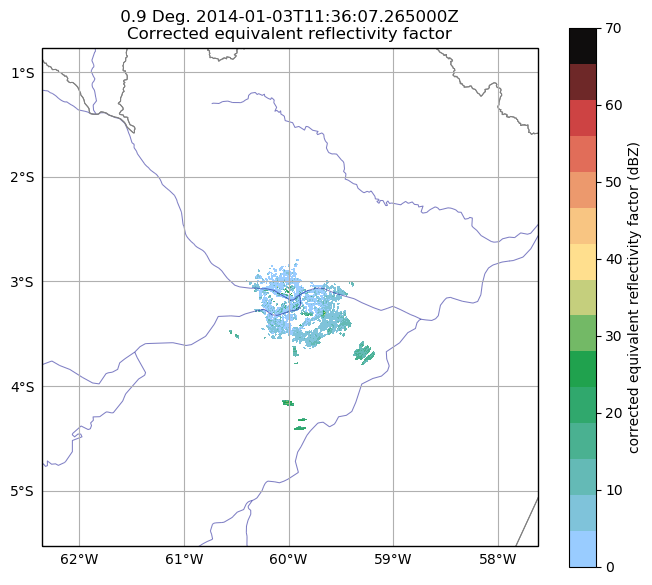 0.9 Deg. 2014-01-03T11:36:07.265000Z
Corrected equivalent reflectivity factor
1°S
2°S
3°S
4°S
5°S
62°W
61°W
60°W
59°W
58°W
70
60
50
40
30
20
10
0
corrected equivalent reflectivity factor (dBZ)